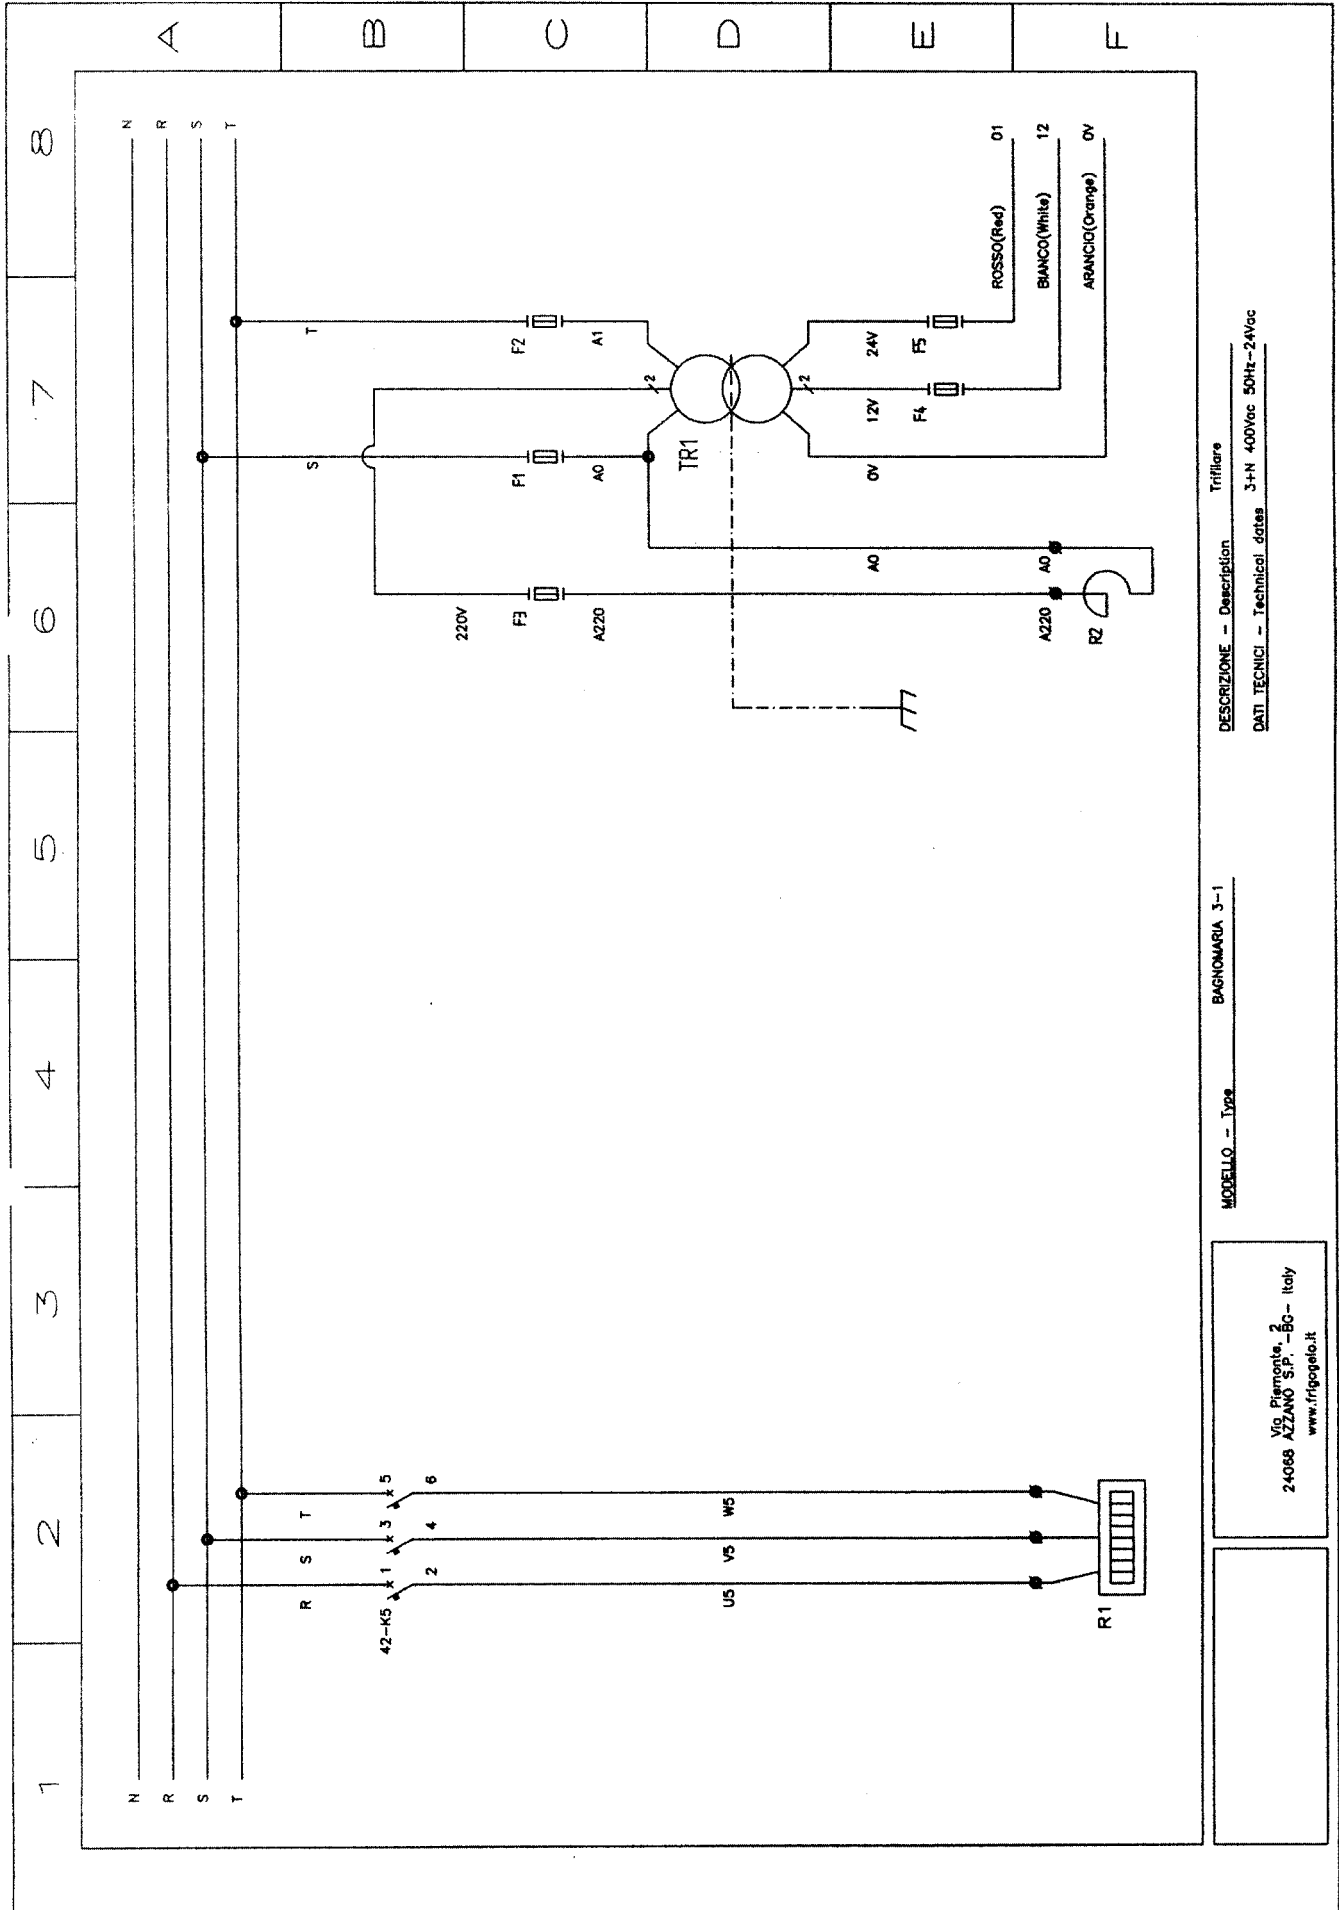 1 2 3 4 5 6 7 8
A
B
C
D
E
F
N N
R R
S S
T T
R S T
42-K5 1 3 5
2 4 6
U5 V5 W5
R1
S T
220V
F3 F1 F2
A220 A0 A1
2
TR1
2
A0 0V 12V 24V
F4 F5
ROSSO(Red) 01
BIANCO(White) 12
ARANCIO(Orange) 0V
A220 A0
R2
Via Piemonte, 2
24068 AZZANO S.P. -BG- Italy
www.frigogelo.it
MODELLO - Type BAGNOMARIA 3-1
DESCRIZIONE - Description Trifilare
DATI TECNICI - Technical dates 3+N 400Vac 50Hz-24Vac